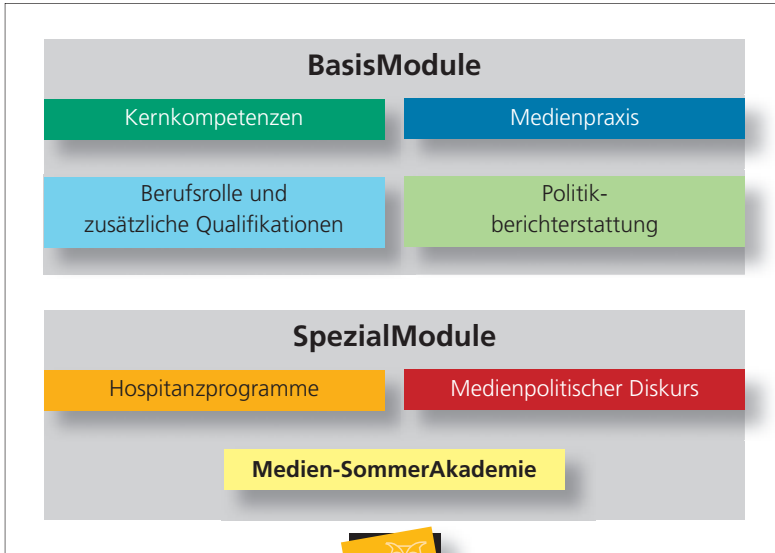 BasisModule
Kernkompetenzen
Medienpraxis
Berufsrolle und
zusätzliche Qualifikationen
Politik-
berichterstattung
SpezialModule
Hospitanzprogramme
Medienpolitischer Diskurs
Medien-SommerAkademie